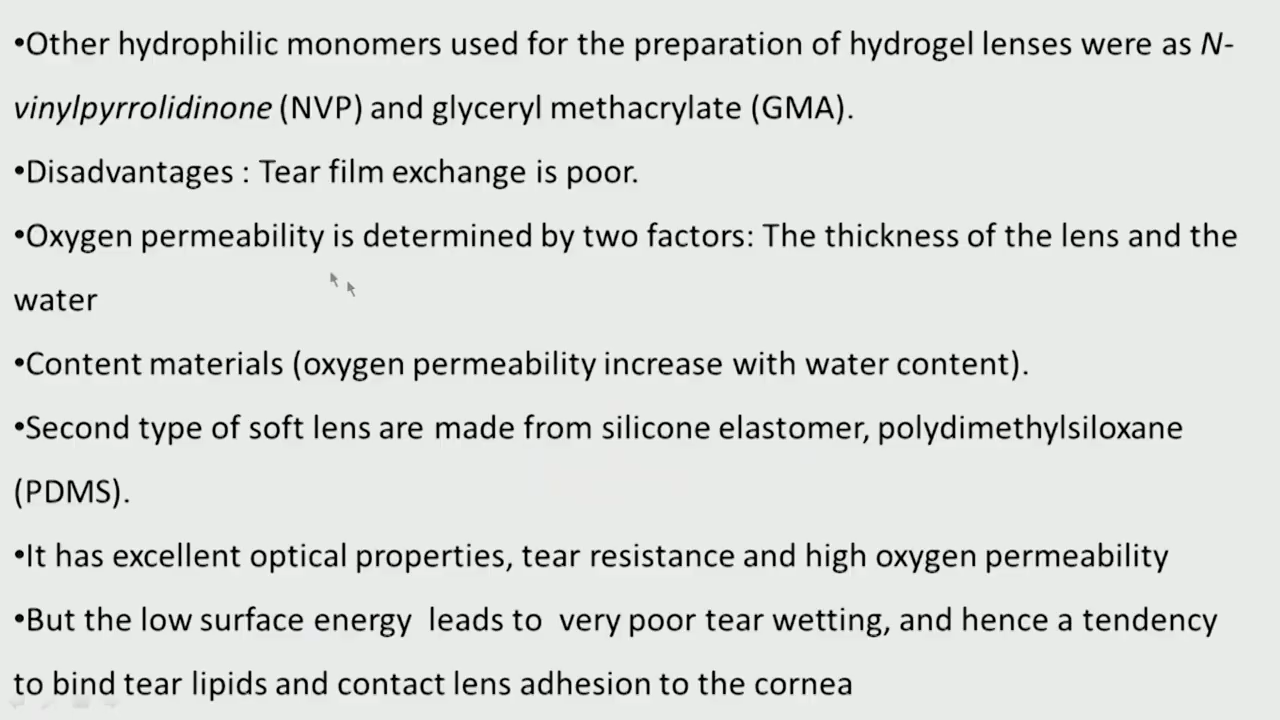 •Other hydrophilic monomers used for the preparation of hydrogel lenses were as N-
vinylpyrrolidinone (NVP) and glyceryl methacrylate (GMA).
•Disadvantages : Tear film exchange is poor.
•Oxygen permeability is determined by two factors: The thickness of the lens and the
water
•Content materials (oxygen permeability increase with water content).
•Second type of soft lens are made from silicone elastomer, polydimethylsiloxane
(PDMS).
•It has excellent optical properties, tear resistance and high oxygen permeability
•But the low surface energy  leads to  very poor tear wetting, and hence a tendency
to bind tear lipids and contact lens adhesion to the cornea